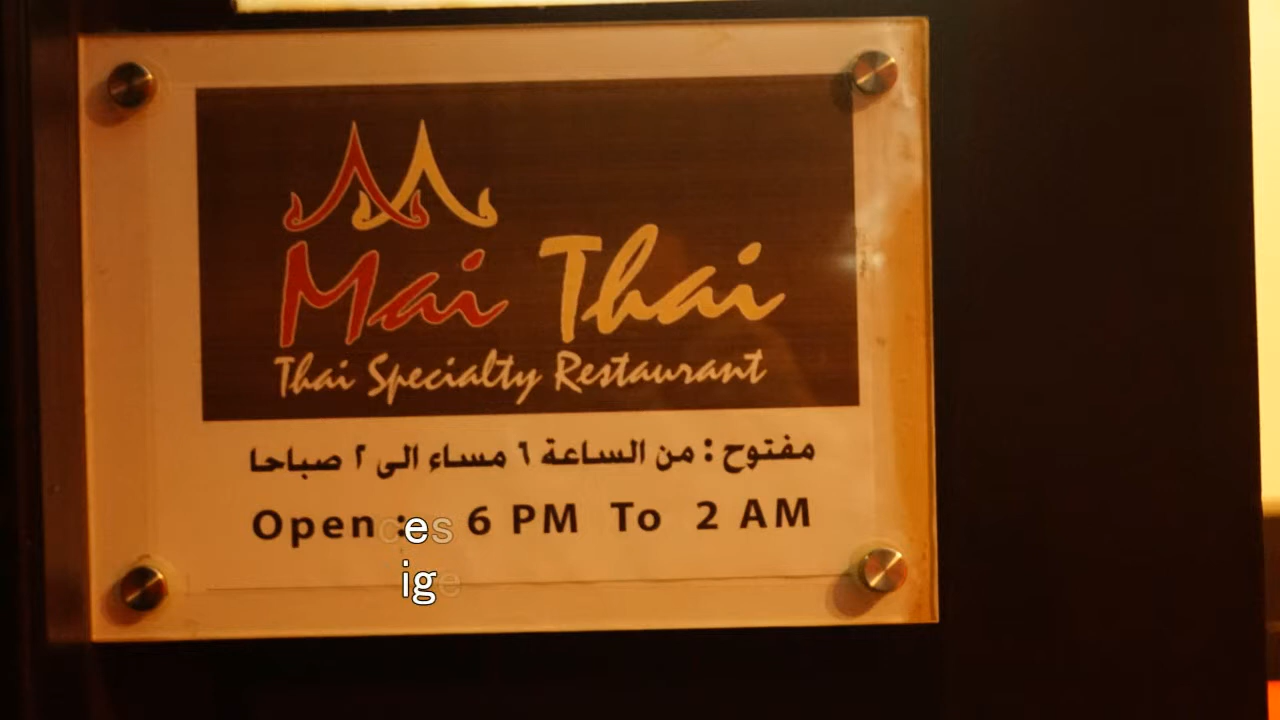 Mai Thai
Thai Specialty Restaurant
مفتوح : من الساعة ٦ مساء الى ٢ صباحا
Open : 6 PM To 2 AM